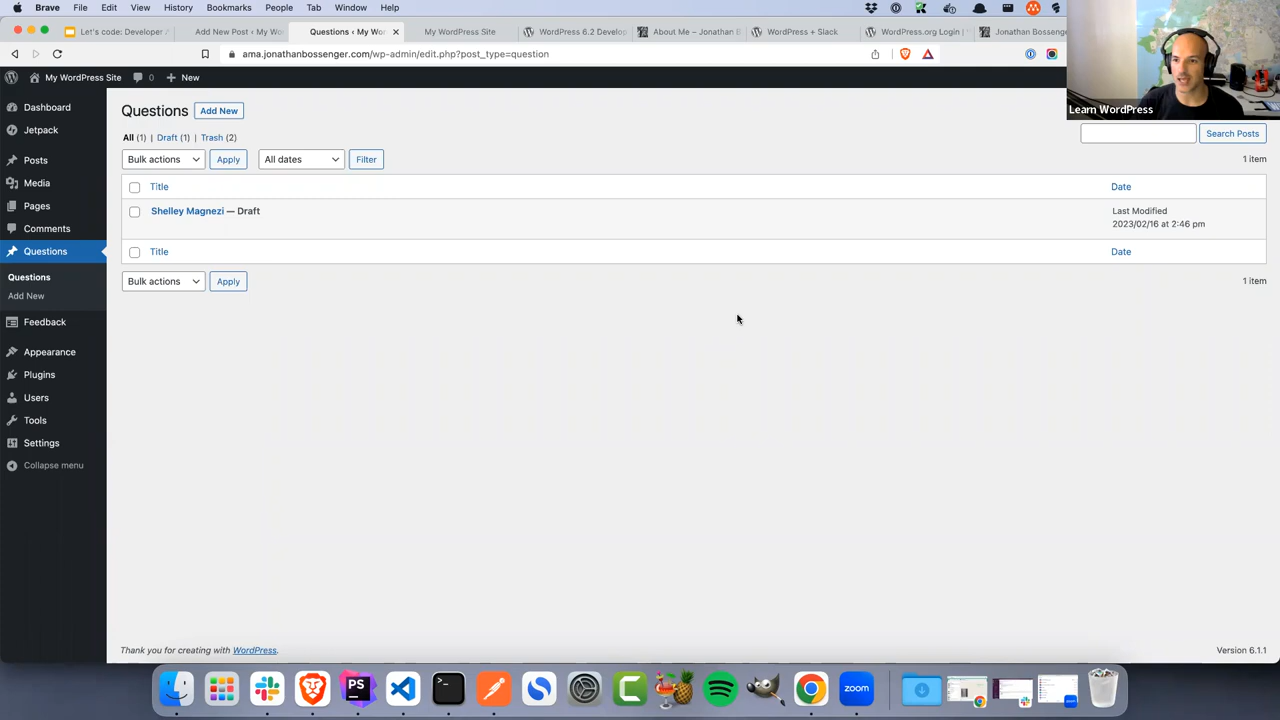 Brave File Edit View History Bookmarks People Tab Window Help
Let's code: Developer A
Add New Post ‹ My Wo
Questions ‹ My Wor
My WordPress Site
WordPress 6.2 Develop
About Me – Jonathan B
WordPress + Slack
WordPress.org Login |
Jonathan Bossenge
ama.jonathanbossenger.com/wp-admin/edit.php?post_type=question
My WordPress Site 0 New
Learn WordPress
Dashboard
Jetpack
Posts
Media
Pages
Comments
Questions
Questions
Add New
Feedback
Appearance
Plugins
Users
Tools
Settings
Collapse menu
Questions Add New
All (1) | Draft (1) | Trash (2)
Search Posts
Bulk actions Apply All dates Filter
1 item
Title Date
Shelley Magnezi — Draft
Last Modified
2023/02/16 at 2:46 pm
Title Date
Bulk actions Apply
1 item
Thank you for creating with WordPress.
Version 6.1.1
PS
zoom